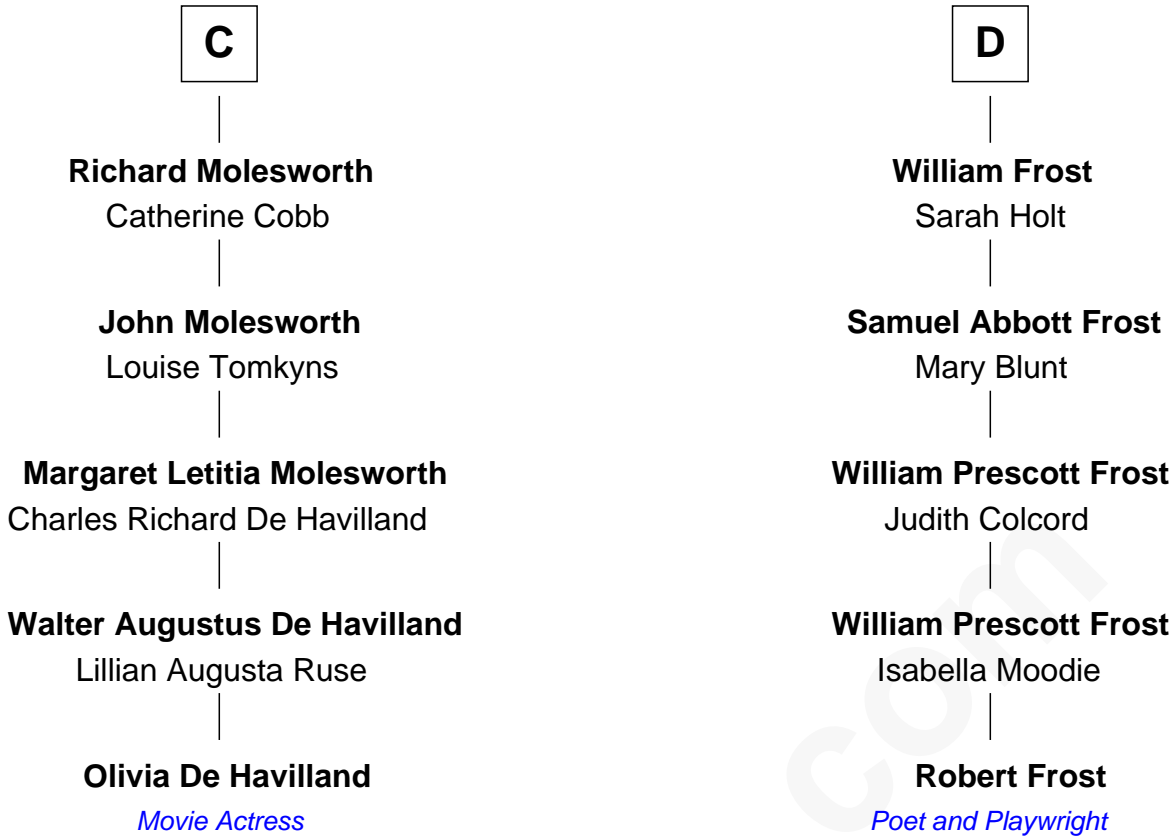 C
Richard Molesworth
Catherine Cobb
John Molesworth
Louise Tomkyns
Margaret Letitia Molesworth
Charles Richard De Havilland
Walter Augustus De Havilland
Lillian Augusta Ruse
Olivia De Havilland
Movie Actress
D
William Frost
Sarah Holt
Samuel Abbott Frost
Mary Blunt
William Prescott Frost
Judith Colcord
William Prescott Frost
Isabella Moodie
Robert Frost
Poet and Playwright
com